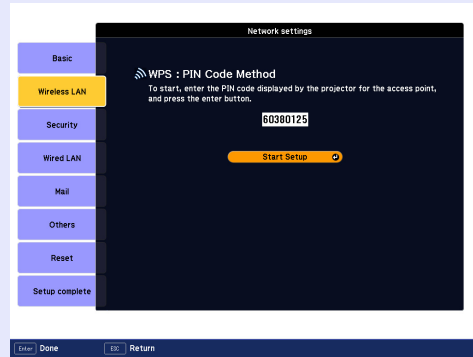 Network settings
Basic
Wireless LAN
Security
Wired LAN
Mail
Others
Reset
Setup complete
WPS : PIN Code Method
To start, enter the PIN code displayed by the projector for the access point,
and press the enter button.
60380125
Start Setup
Enter Done
ESC Return